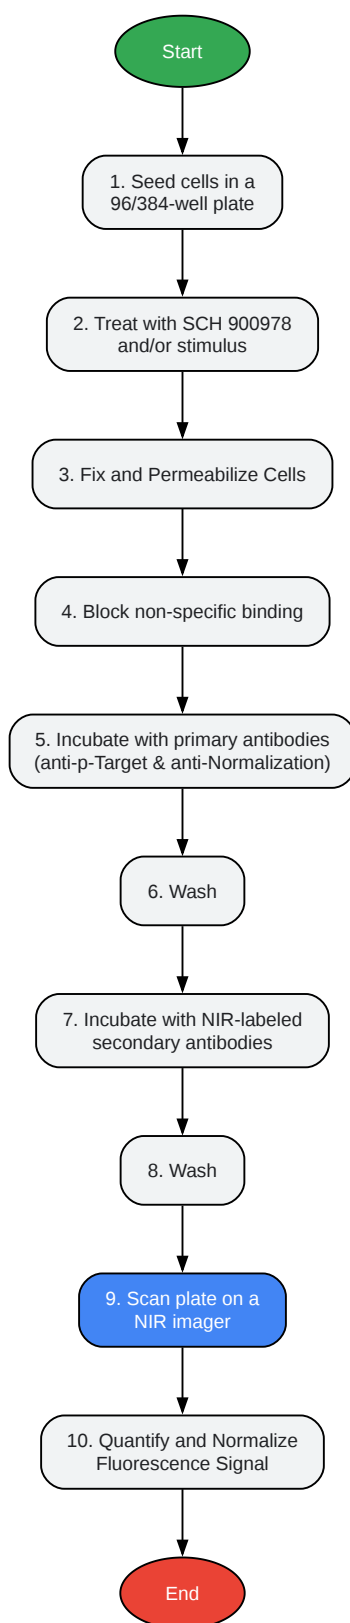 Start
1. Seed cells in a
96/384-well plate
2. Treat with SCH 900978
and/or stimulus
3. Fix and Permeabilize Cells
4. Block non-specific binding
5. Incubate with primary antibodies
(anti-p-Target & anti-Normalization)
6. Wash
7. Incubate with NIR-labeled
secondary antibodies
8. Wash
9. Scan plate on a
NIR imager
10. Quantify and Normalize
Fluorescence Signal
End